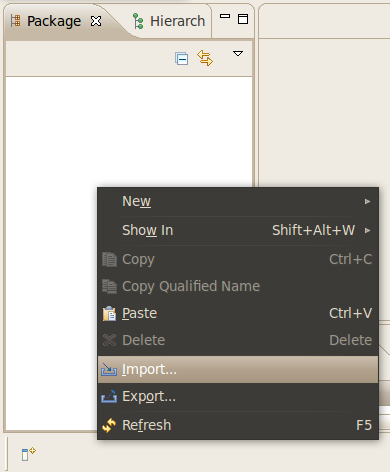 Package Hierarch
New
Show In Shift+Alt+W
Copy Ctrl+C
Copy Qualified Name
Paste Ctrl+V
Delete Delete
Import...
Export...
Refresh F5